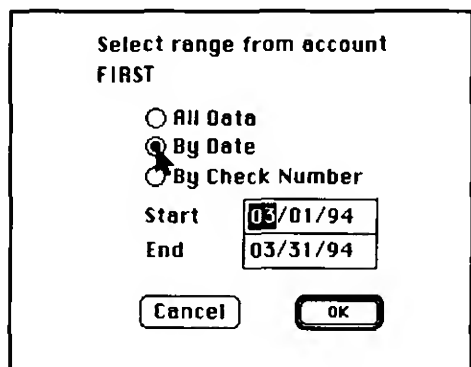 Select range from account
FIRST
All Data
By Date
By Check Number
Start 03/01/94
End 03/31/94
Cancel OK